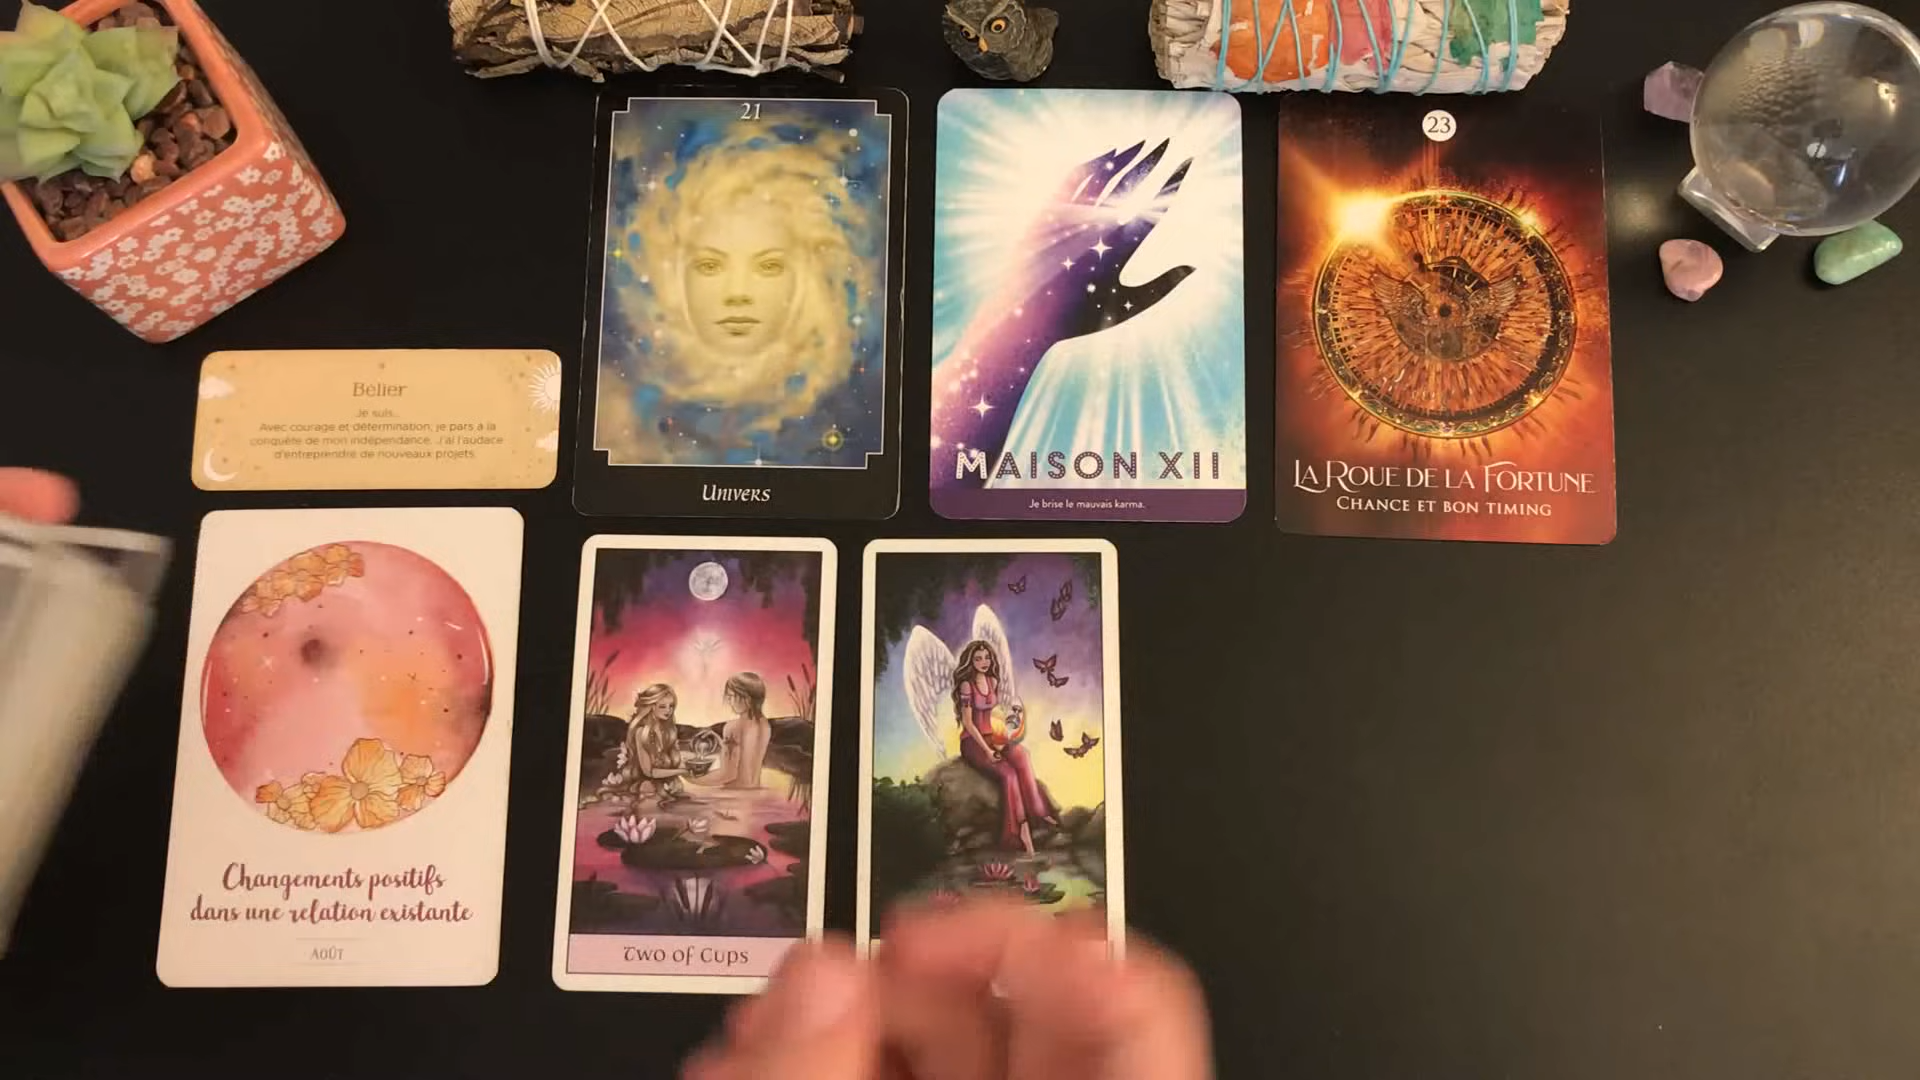 21
Univers
MAISON XII
Je brise le mauvais karma.
23
LA ROUE DE LA FORTUNE
CHANCE ET BON TIMING
Bélier
Je suis...
Avec courage et détermination, je pars à la
conquête de mon indépendance. J'ai l'audace
d'entreprendre de nouveaux projets.
Changements positifs
dans une relation existante
AOÛT
Two of Cups